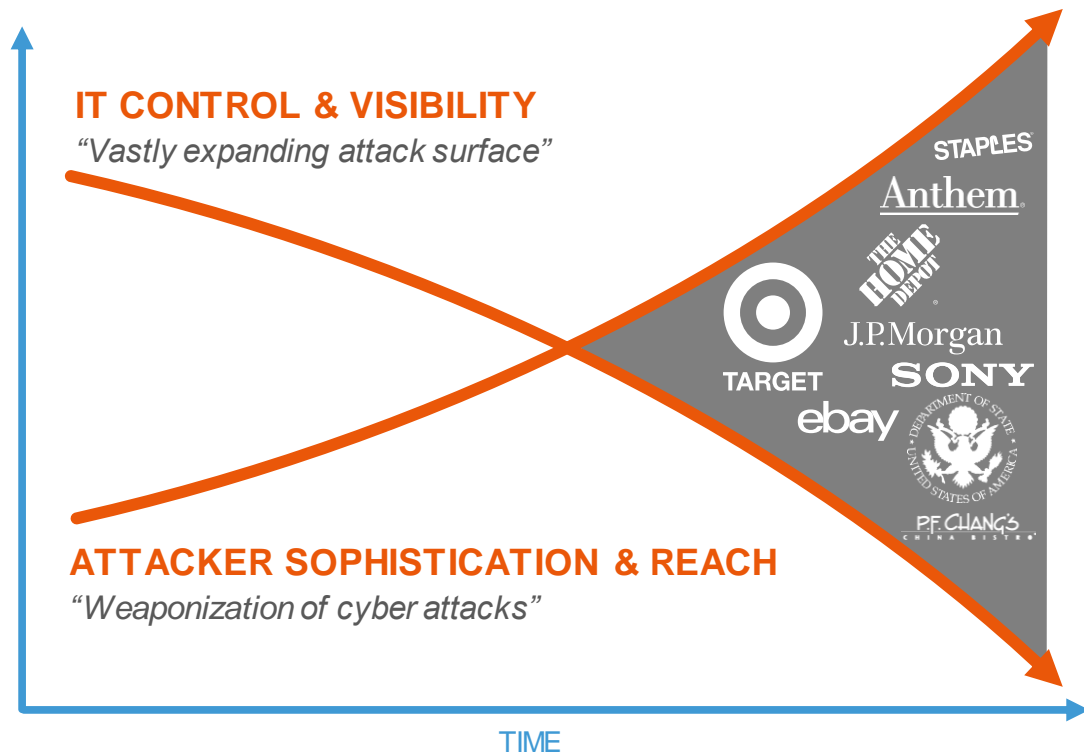 IT CONTROL & VISIBILITY
“Vastly expanding attack surface”
STAPLES
Anthem®
THE
HOME
DEPOT
®
TARGET
J.P.Morgan
SONY
ebay
DEPARTMENT OF STATE
UNITED STATES OF AMERICA
P.F. CHANG'S
CHINA BISTRO
ATTACKER SOPHISTICATION & REACH
“Weaponization of cyber attacks”
TIME